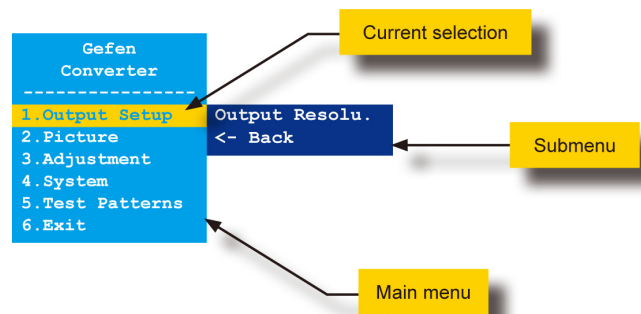 Current selection
Gefen
Converter
-----------------
1.Output Setup
Output Resolu.
2.Picture
<- Back
3.Adjustment
Submenu
4.System
5.Test Patterns
6.Exit
Main menu